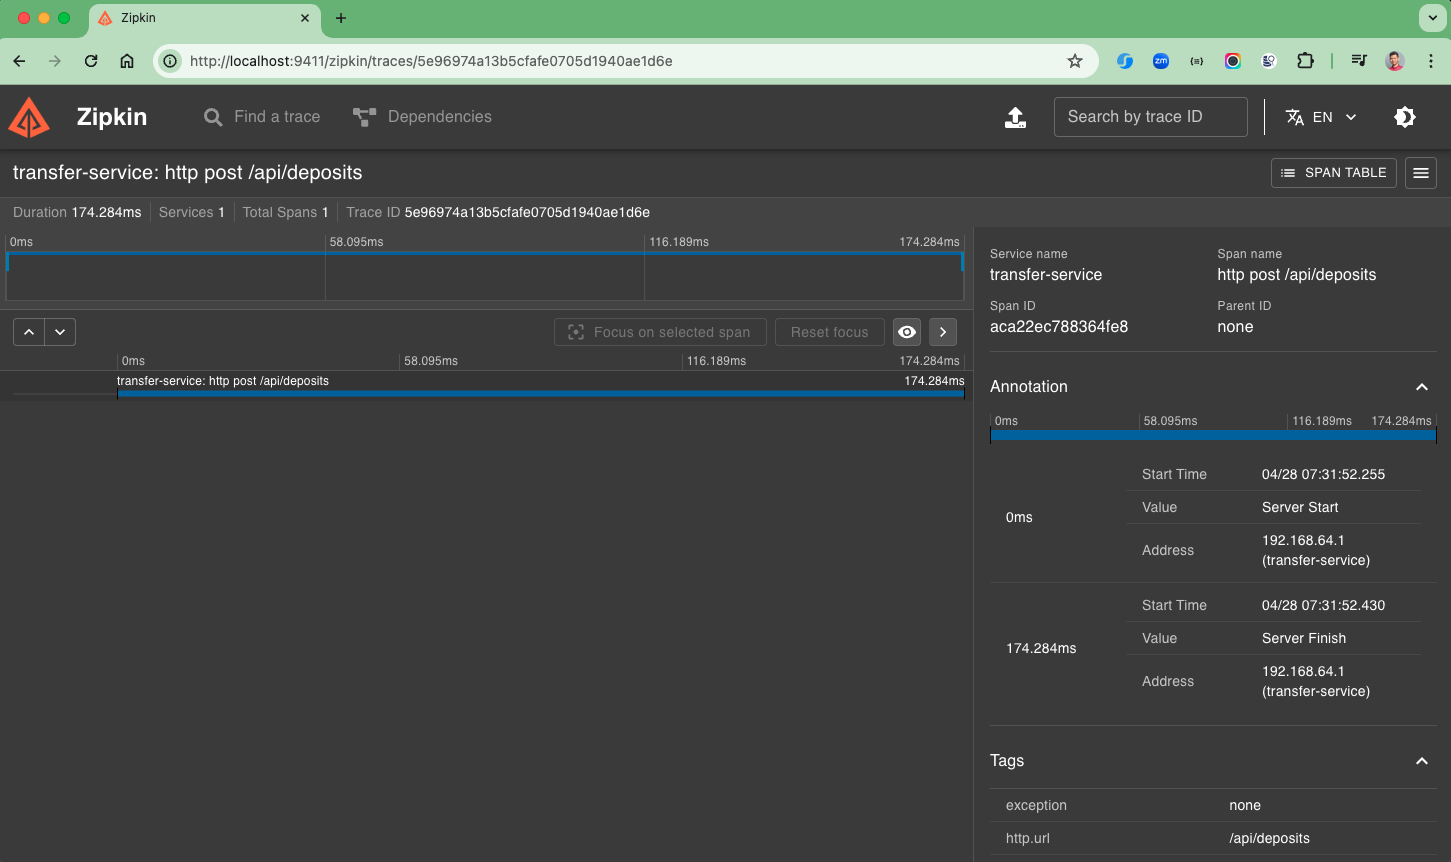 Zipkin
http://localhost:9411/zipkin/traces/5e96974a13b5cfafe0705d1940ae1d6e
zm
Zipkin
Find a trace
Dependencies
Search by trace ID
EN
transfer-service: http post /api/deposits
SPAN TABLE
Duration 174.284ms
Services 1
Total Spans 1
Trace ID 5e96974a13b5cfafe0705d1940ae1d6e
0ms 58.095ms 116.189ms 174.284ms
Focus on selected span
Reset focus
0ms 58.095ms 116.189ms 174.284ms
transfer-service: http post /api/deposits 174.284ms
Service name Span name
transfer-service http post /api/deposits
Span ID Parent ID
aca22ec788364fe8 none
Annotation
0ms 58.095ms 116.189ms 174.284ms
0ms
Start Time 04/28 07:31:52.255
Value Server Start
Address 192.168.64.1
(transfer-service)
174.284ms
Start Time 04/28 07:31:52.430
Value Server Finish
Address 192.168.64.1
(transfer-service)
Tags
exception none
http.url /api/deposits